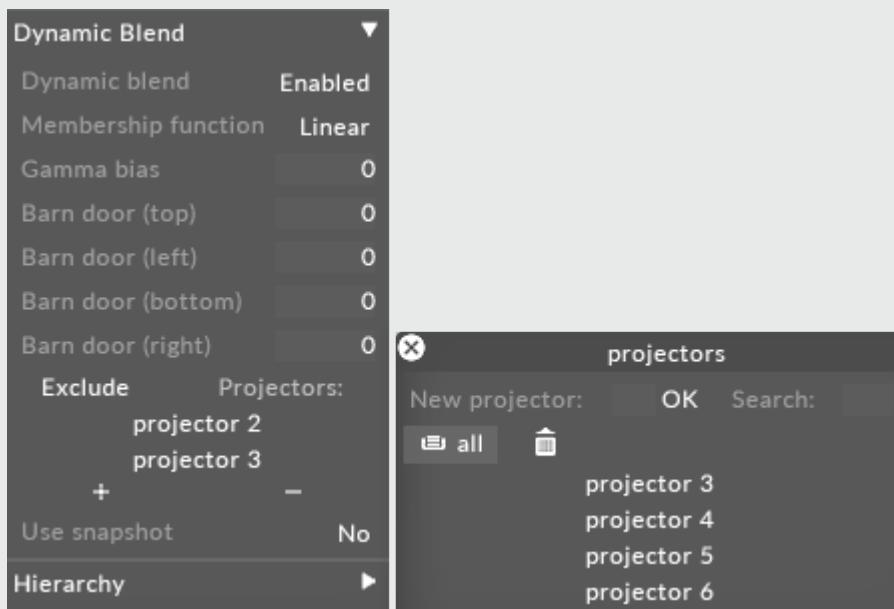 Dynamic Blend
Dynamic blend Enabled
Membership function Linear
Gamma bias 0
Barn door (top) 0
Barn door (left) 0
Barn door (bottom) 0
Barn door (right) 0
Exclude Projectors:
projector 2
projector 3
+ −
Use snapshot No
Hierarchy
projectors
New projector: OK Search:
all
projector 3
projector 4
projector 5
projector 6